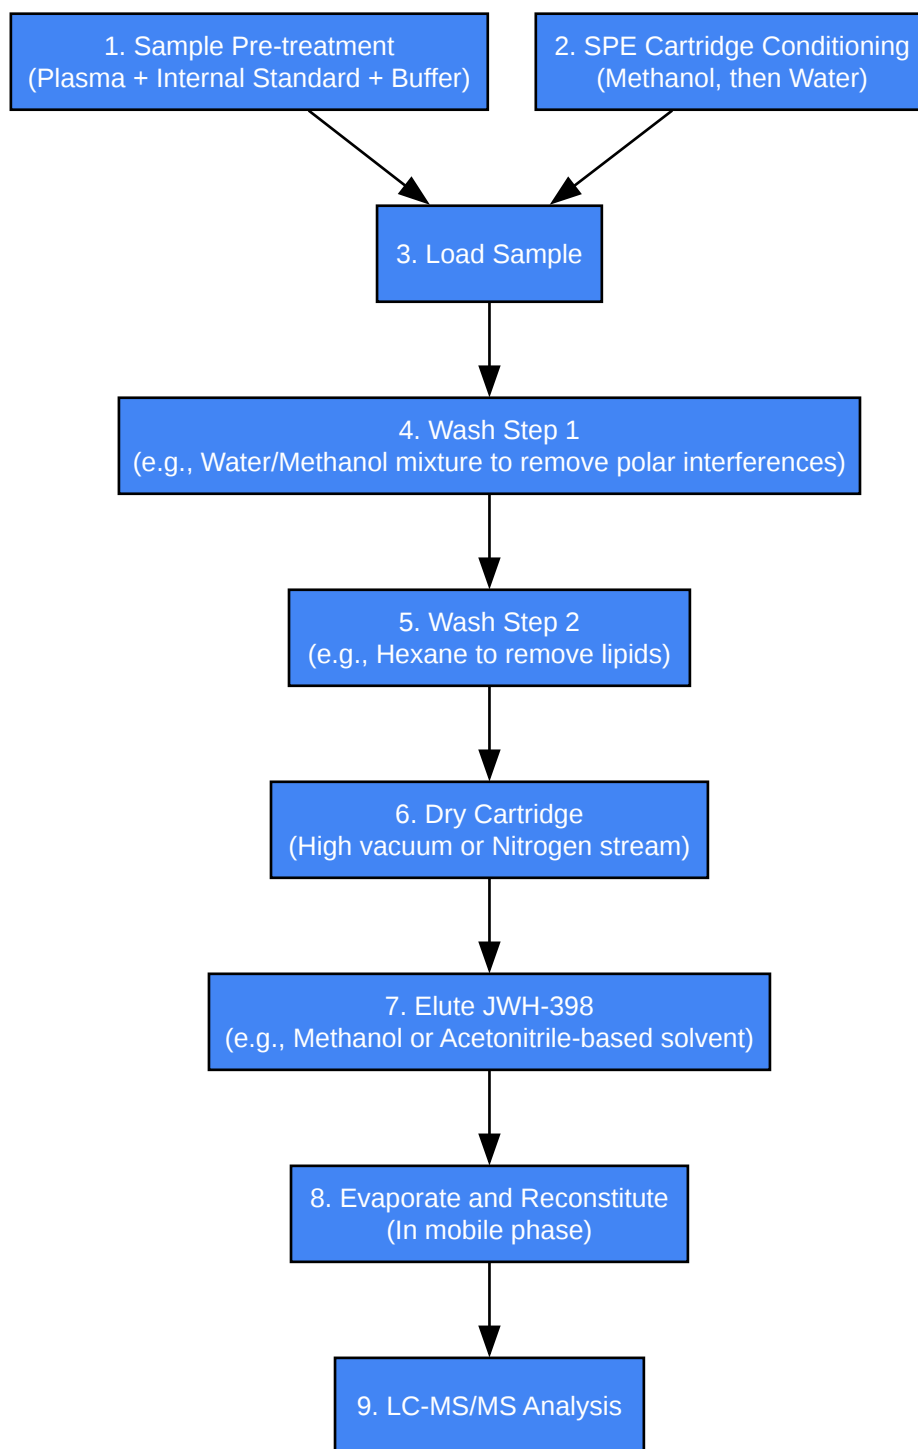 1. Sample Pre-treatment
(Plasma + Internal Standard + Buffer)
2. SPE Cartridge Conditioning
(Methanol, then Water)
3. Load Sample
4. Wash Step 1
(e.g., Water/Methanol mixture to remove polar interferences)
5. Wash Step 2
(e.g., Hexane to remove lipids)
6. Dry Cartridge
(High vacuum or Nitrogen stream)
7. Elute JWH-398
(e.g., Methanol or Acetonitrile-based solvent)
8. Evaporate and Reconstitute
(In mobile phase)
9. LC-MS/MS Analysis